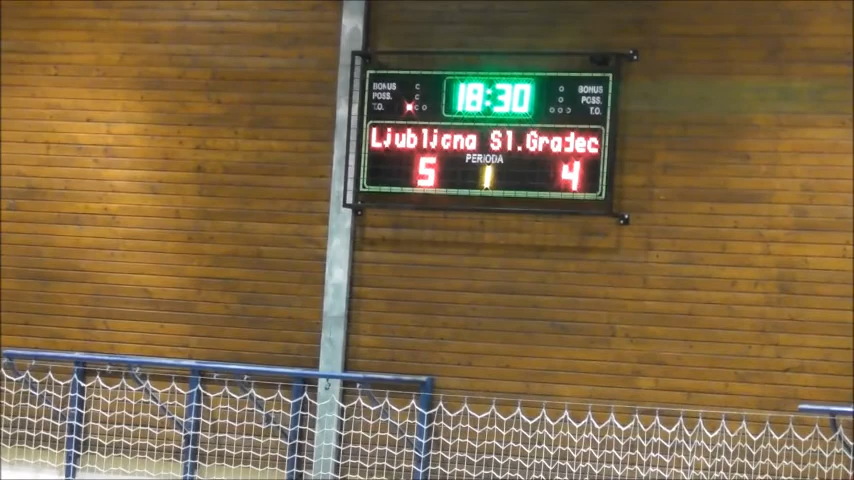 BONUS 18:30 BONUS
POSS. POSS.
T.O. T.O.
Ljubljana Sl.Gradec
PERIODA
5 1 4